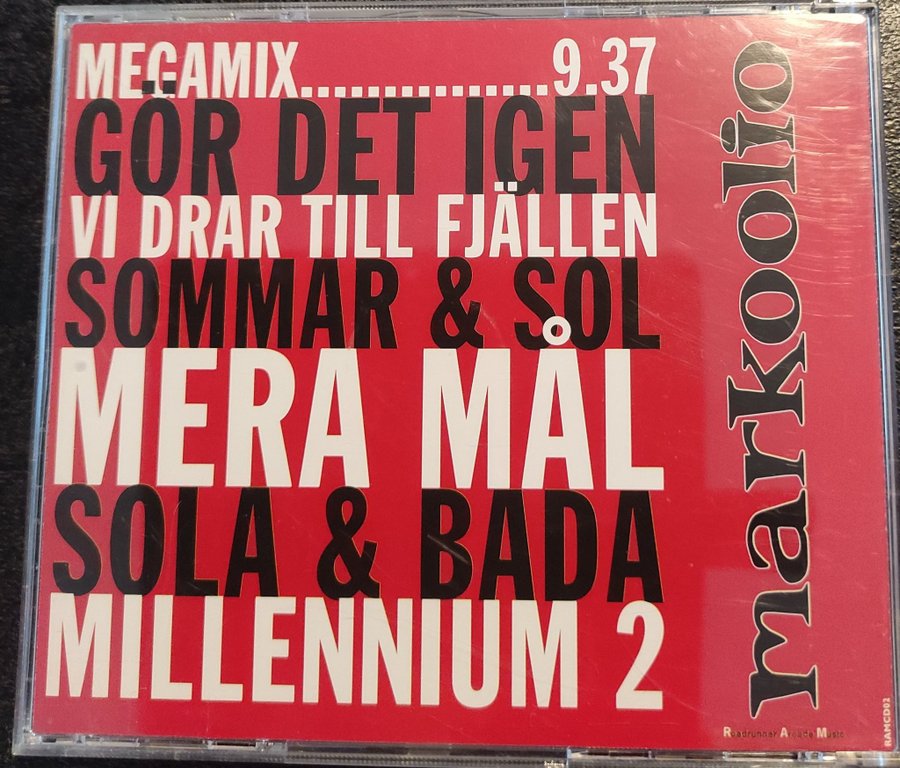 MEGAMIX...............9.37
GÖR DET IGEN
VI DRAR TILL FJÄLLEN
SOMMAR & SOL
MERA MÅL
SOLA & BADA
MILLENNIUM 2
markoolio
Roadrunner Arcade Music
RAMCD02